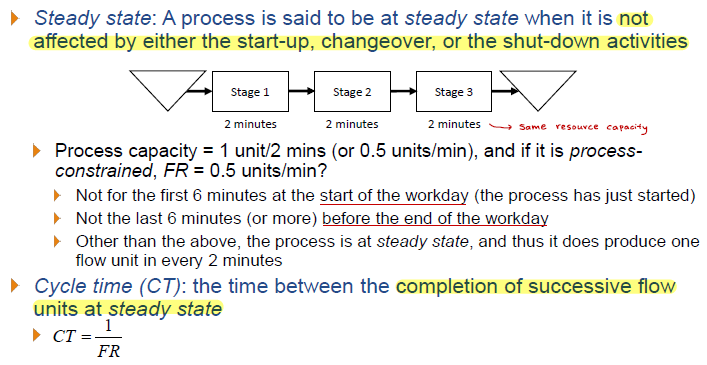 Steady state: A process is said to be at steady state when it is not
affected by either the start-up, changeover, or the shut-down activities
Stage 1
Stage 2
Stage 3
2 minutes
2 minutes
2 minutes
same resource capacity
Process capacity = 1 unit/2 mins (or 0.5 units/min), and if it is process-
constrained, FR = 0.5 units/min?
Not for the first 6 minutes at the start of the workday (the process has just started)
Not the last 6 minutes (or more) before the end of the workday
Other than the above, the process is at steady state, and thus it does produce one
flow unit in every 2 minutes
Cycle time (CT): the time between the completion of successive flow
units at steady state
CT = 1/FR